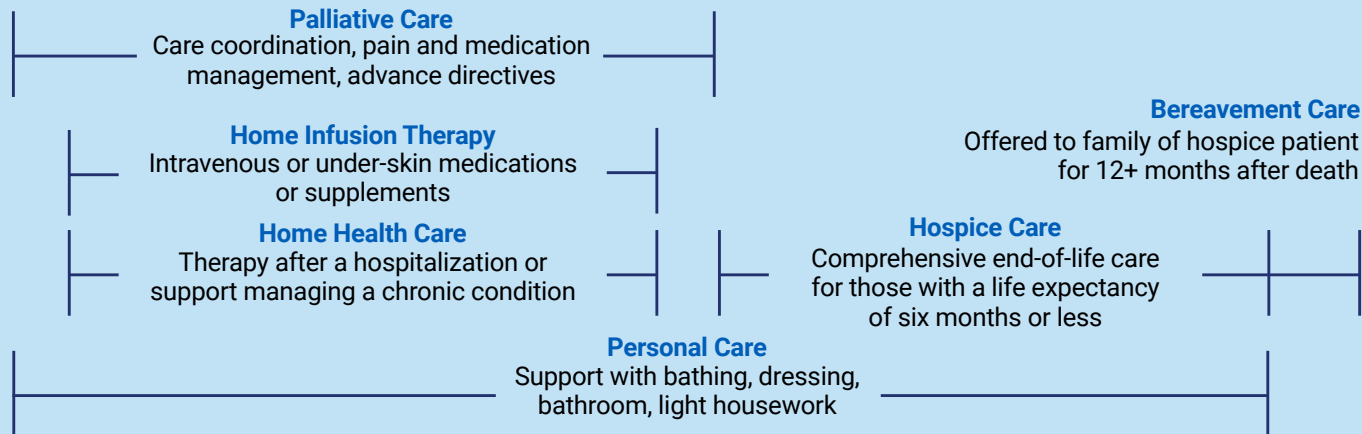 Palliative Care
Care coordination, pain and medication
management, advance directives
Bereavement Care
Offered to family of hospice patient
for 12+ months after death
Home Infusion Therapy
Intravenous or under-skin medications
or supplements
Home Health Care
Therapy after a hospitalization or
support managing a chronic condition
Hospice Care
Comprehensive end-of-life care
for those with a life expectancy
of six months or less
Personal Care
Support with bathing, dressing,
bathroom, light housework